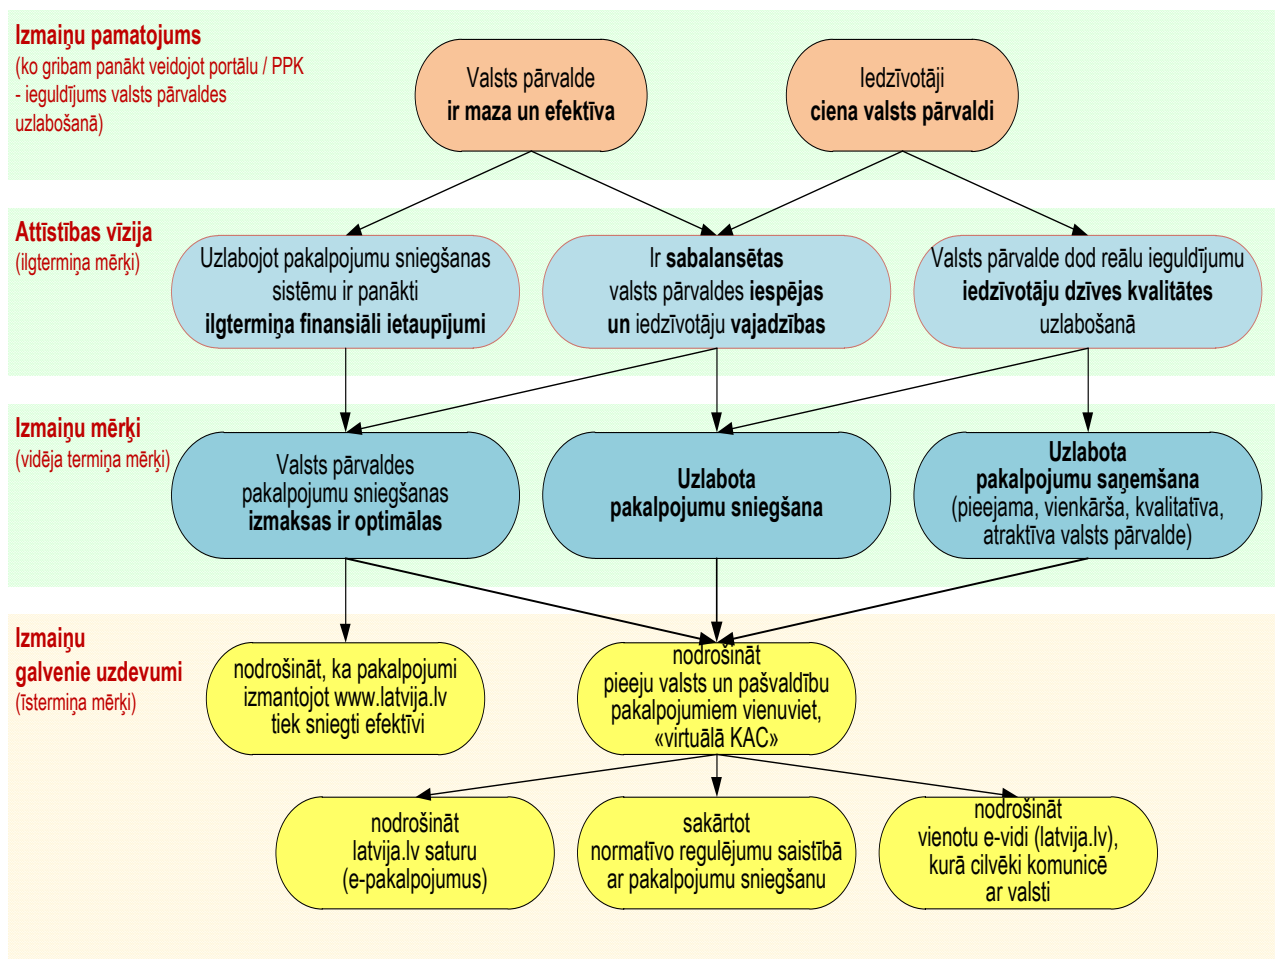 Izmaiņu pamatojums
(ko gribam panākt veidojot portālu / PPK
- ieguldījums valsts pārvaldes
uzlabošanā)
Valsts pārvalde
ir maza un efektīva
Iedzīvotāji
ciena valsts pārvaldi
Attīstības vīzija
(ilgtermiņa mērķi)
Uzlabojot pakalpojumu sniegšanas
sistēmu ir panākti
ilgtermiņa finansiāli ietaupījumi
Ir sabalansētas
valsts pārvaldes iespējas
un iedzīvotāju vajadzības
Valsts pārvalde dod reālu ieguldījumu
iedzīvotāju dzīves kvalitātes
uzlabošanā
Izmaiņu mērķi
(vidēja termiņa mērķi)
Valsts pārvaldes
pakalpojumu sniegšanas
izmaksas ir optimālas
Uzlabota
pakalpojumu sniegšana
Uzlabota
pakalpojumu saņemšana
(pieejama, vienkārša, kvalitatīva,
atraktīva valsts pārvalde)
Izmaiņu
galvenie uzdevumi
(īstermiņa mērķi)
nodrošināt, ka pakalpojumi
izmantojot www.latvija.lv
tiek sniegti efektīvi
nodrošināt
pieeju valsts un pašvaldību
pakalpojumiem vienuviet,
«virtuālā KAC»
nodrošināt
latvija.lv saturu
(e-pakalpojumus)
sakārtot
normatīvo regulējumu saistībā
ar pakalpojumu sniegšanu
nodrošināt
vienotu e-vidi (latvija.lv),
kurā cilvēki komunicē
ar valsti